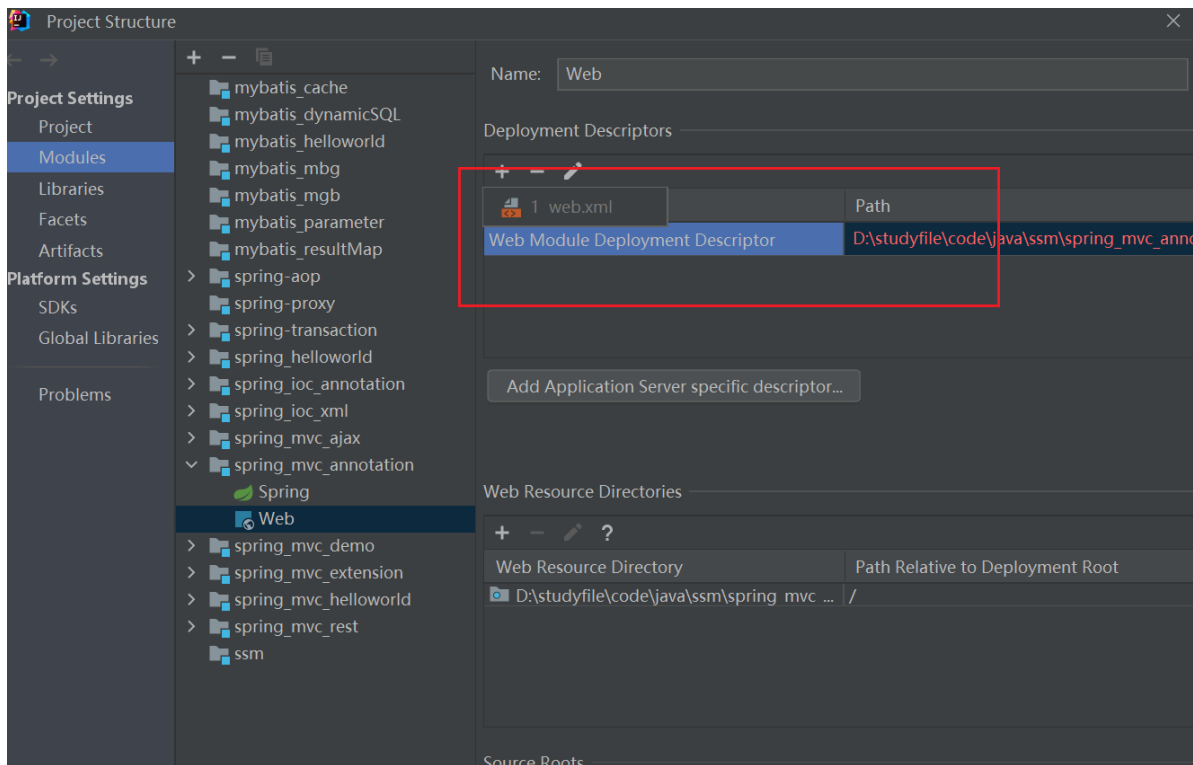 Project Structure
Project Settings
Project
Modules
Libraries
Facets
Artifacts
Platform Settings
SDKs
Global Libraries
Problems
mybatis_cache
mybatis_dynamicSQL
mybatis_helloworld
mybatis_mbg
mybatis_mgb
mybatis_parameter
mybatis_resultMap
spring-aop
spring-proxy
spring-transaction
spring_helloworld
spring_ioc_annotation
spring_ioc_xml
spring_mvc_ajax
spring_mvc_annotation
Spring
Web
spring_mvc_demo
spring_mvc_extension
spring_mvc_helloworld
spring_mvc_rest
ssm
Name: Web
Deployment Descriptors
1 web.xml
Path
Web Module Deployment Descriptor D:\studyfile\code\java\ssm\spring_mvc_anno
Add Application Server specific descriptor...
Web Resource Directories
?
Web Resource Directory Path Relative to Deployment Root
D:\studyfile\code\java\ssm\spring_mvc ... /
Source Roots